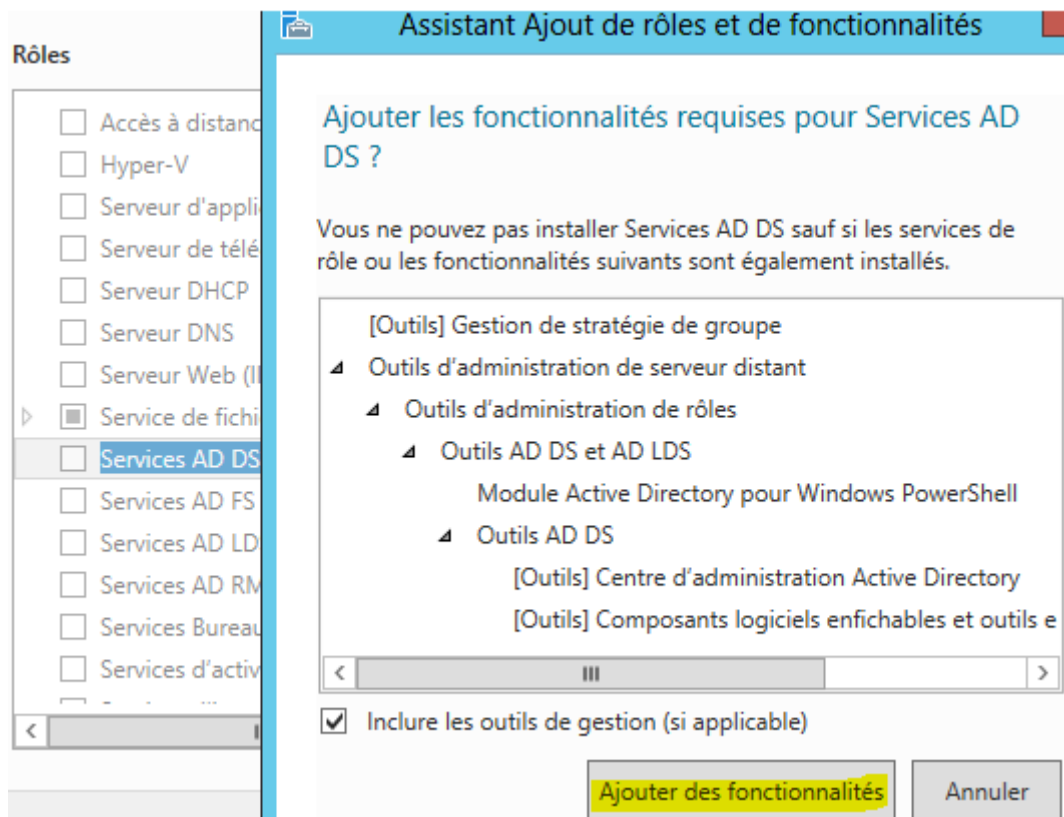 Assistant Ajout de rôles et de fonctionnalités
Rôles
Accès à distanc
Hyper-V
Serveur d'appli
Serveur de télé
Serveur DHCP
Serveur DNS
Serveur Web (II
Service de fichi
Services AD DS
Services AD FS
Services AD LD
Services AD RM
Services Bureau
Services d'activ
Ajouter les fonctionnalités requises pour Services AD
DS ?
Vous ne pouvez pas installer Services AD DS sauf si les services de
rôle ou les fonctionnalités suivants sont également installés.
[Outils] Gestion de stratégie de groupe
Outils d'administration de serveur distant
Outils d'administration de rôles
Outils AD DS et AD LDS
Module Active Directory pour Windows PowerShell
Outils AD DS
[Outils] Centre d'administration Active Directory
[Outils] Composants logiciels enfichables et outils e
Inclure les outils de gestion (si applicable)
Ajouter des fonctionnalités
Annuler